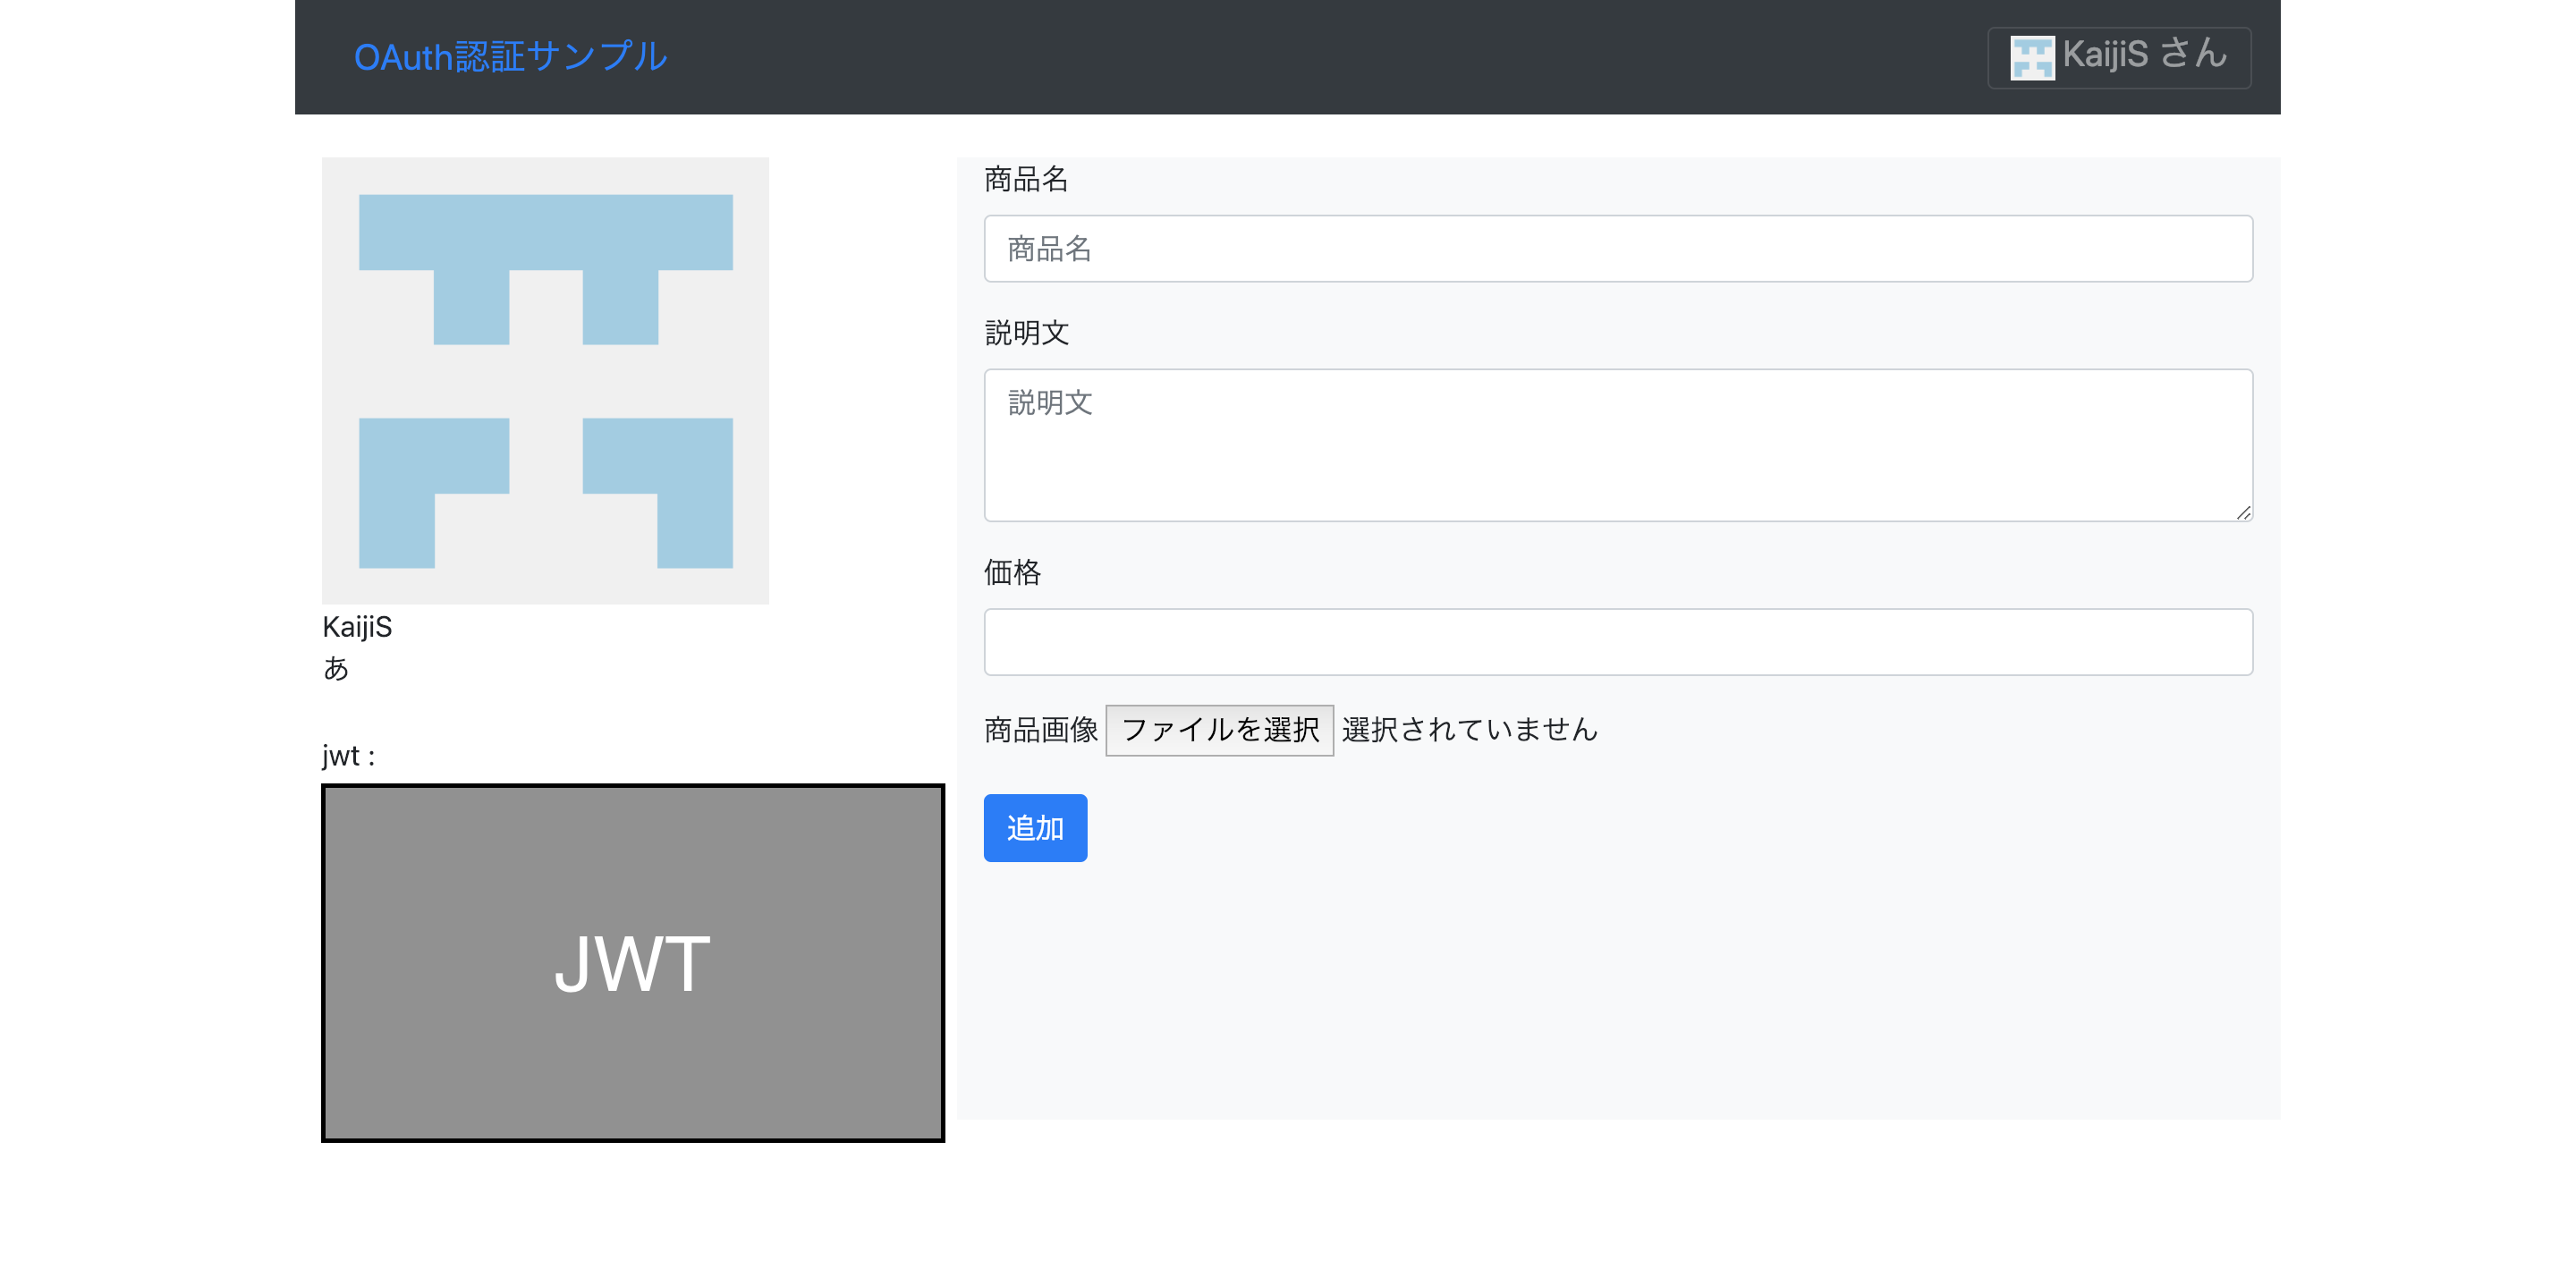 OAuth認証サンプル
KaijiS さん
KaijiS
あ
jwt :
JWT
商品名
商品名
説明文
説明文
価格
商品画像 ファイルを選択 選択されていません
追加